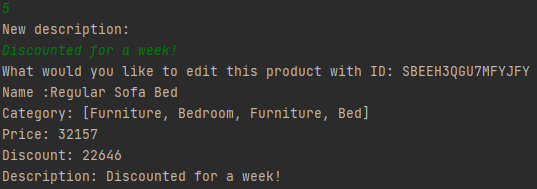 5
New description:
Discounted for a week!
What would you like to edit this product with ID: SBEEH3QGU7MFYJFY
Name :Regular Sofa Bed
Category: [Furniture, Bedroom, Furniture, Bed]
Price: 32157
Discount: 22646
Description: Discounted for a week!